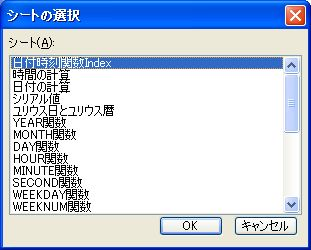 シートの選択
シート(A):
日付時刻関数Index
時間の計算
日付の計算
シリアル値
ユリウス日とユリウス暦
YEAR関数
MONTH関数
DAY関数
HOUR関数
MINUTE関数
SECOND関数
WEEKDAY関数
WEEKNUM関数
OK
キャンセル